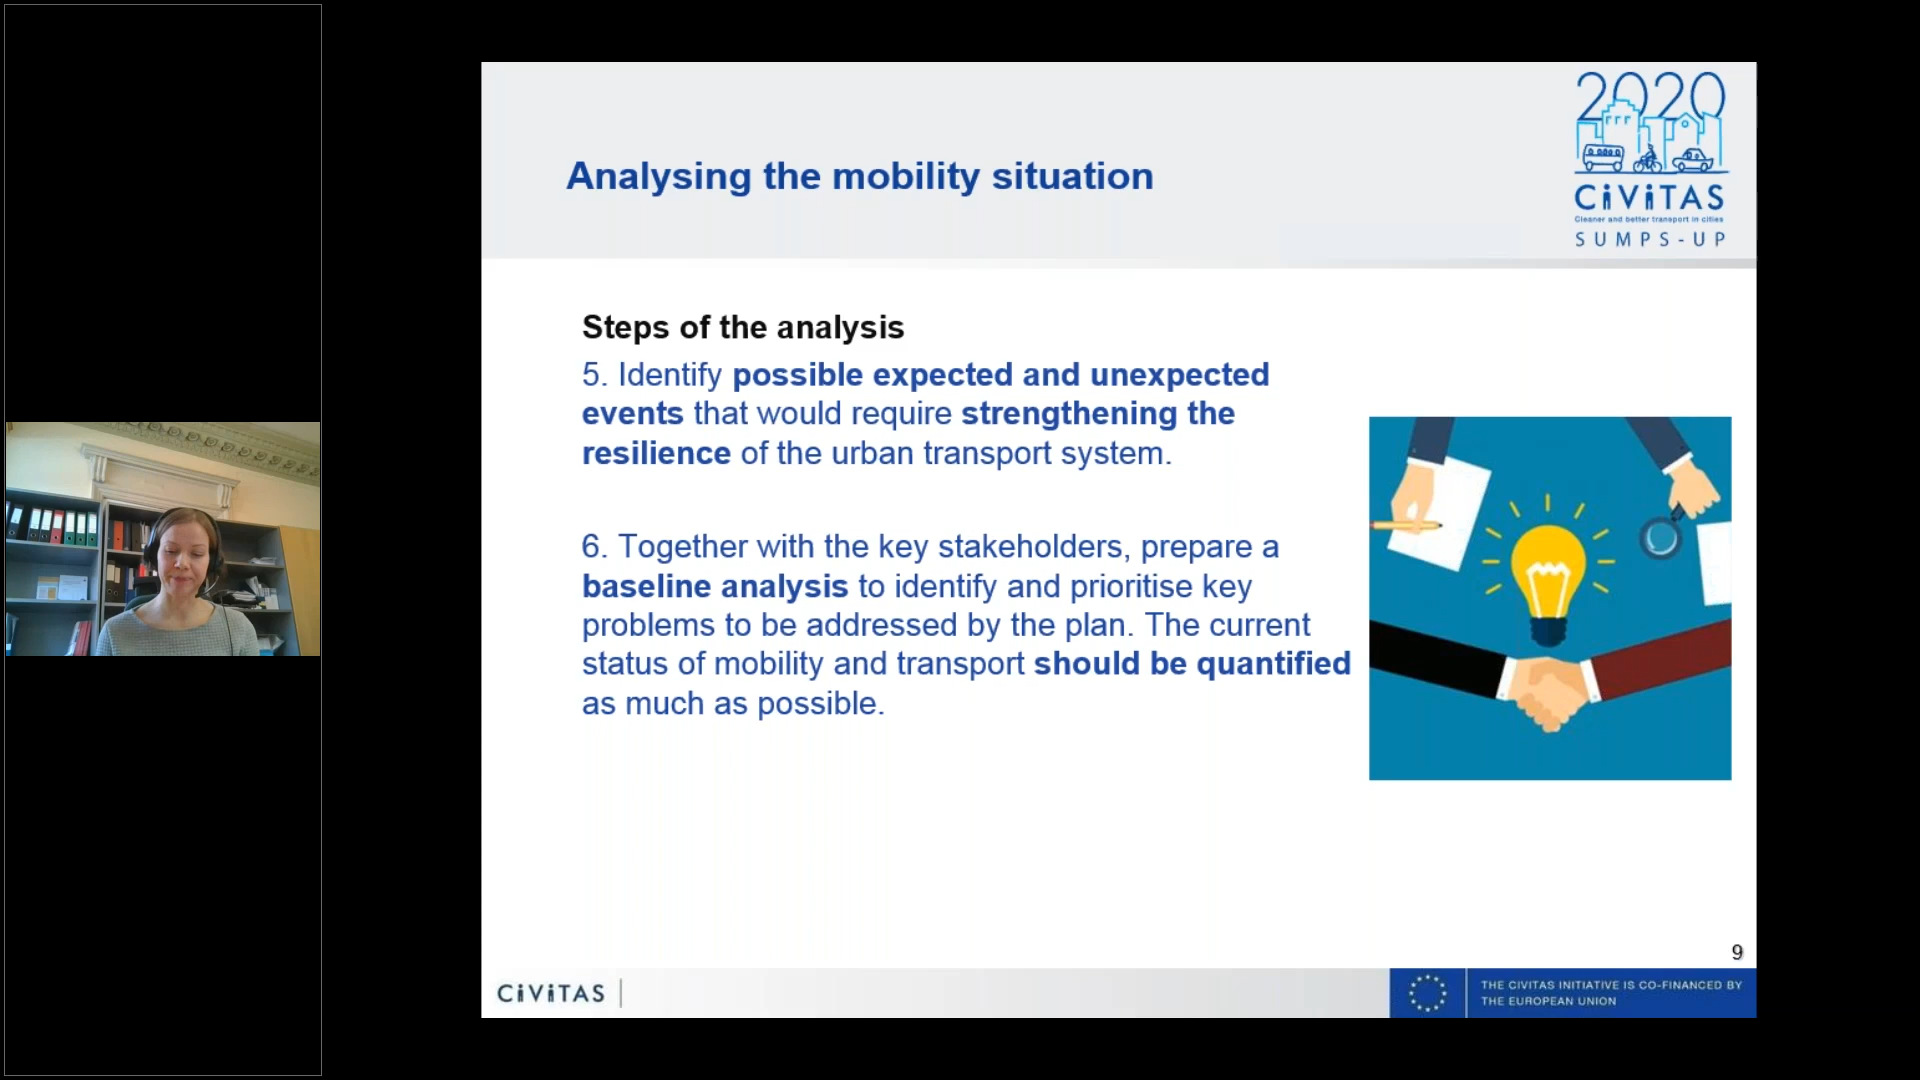 2020
CiViTAS
Cleaner and better transport in cities
SUMPS-UP
Analysing the mobility situation
Steps of the analysis
5. Identify possible expected and unexpected
events that would require strengthening the
resilience of the urban transport system.
6. Together with the key stakeholders, prepare a
baseline analysis to identify and prioritise key
problems to be addressed by the plan. The current
status of mobility and transport should be quantified
as much as possible.
9
CiViTAS
THE CIVITAS INITIATIVE IS CO-FINANCED BY
THE EUROPEAN UNION